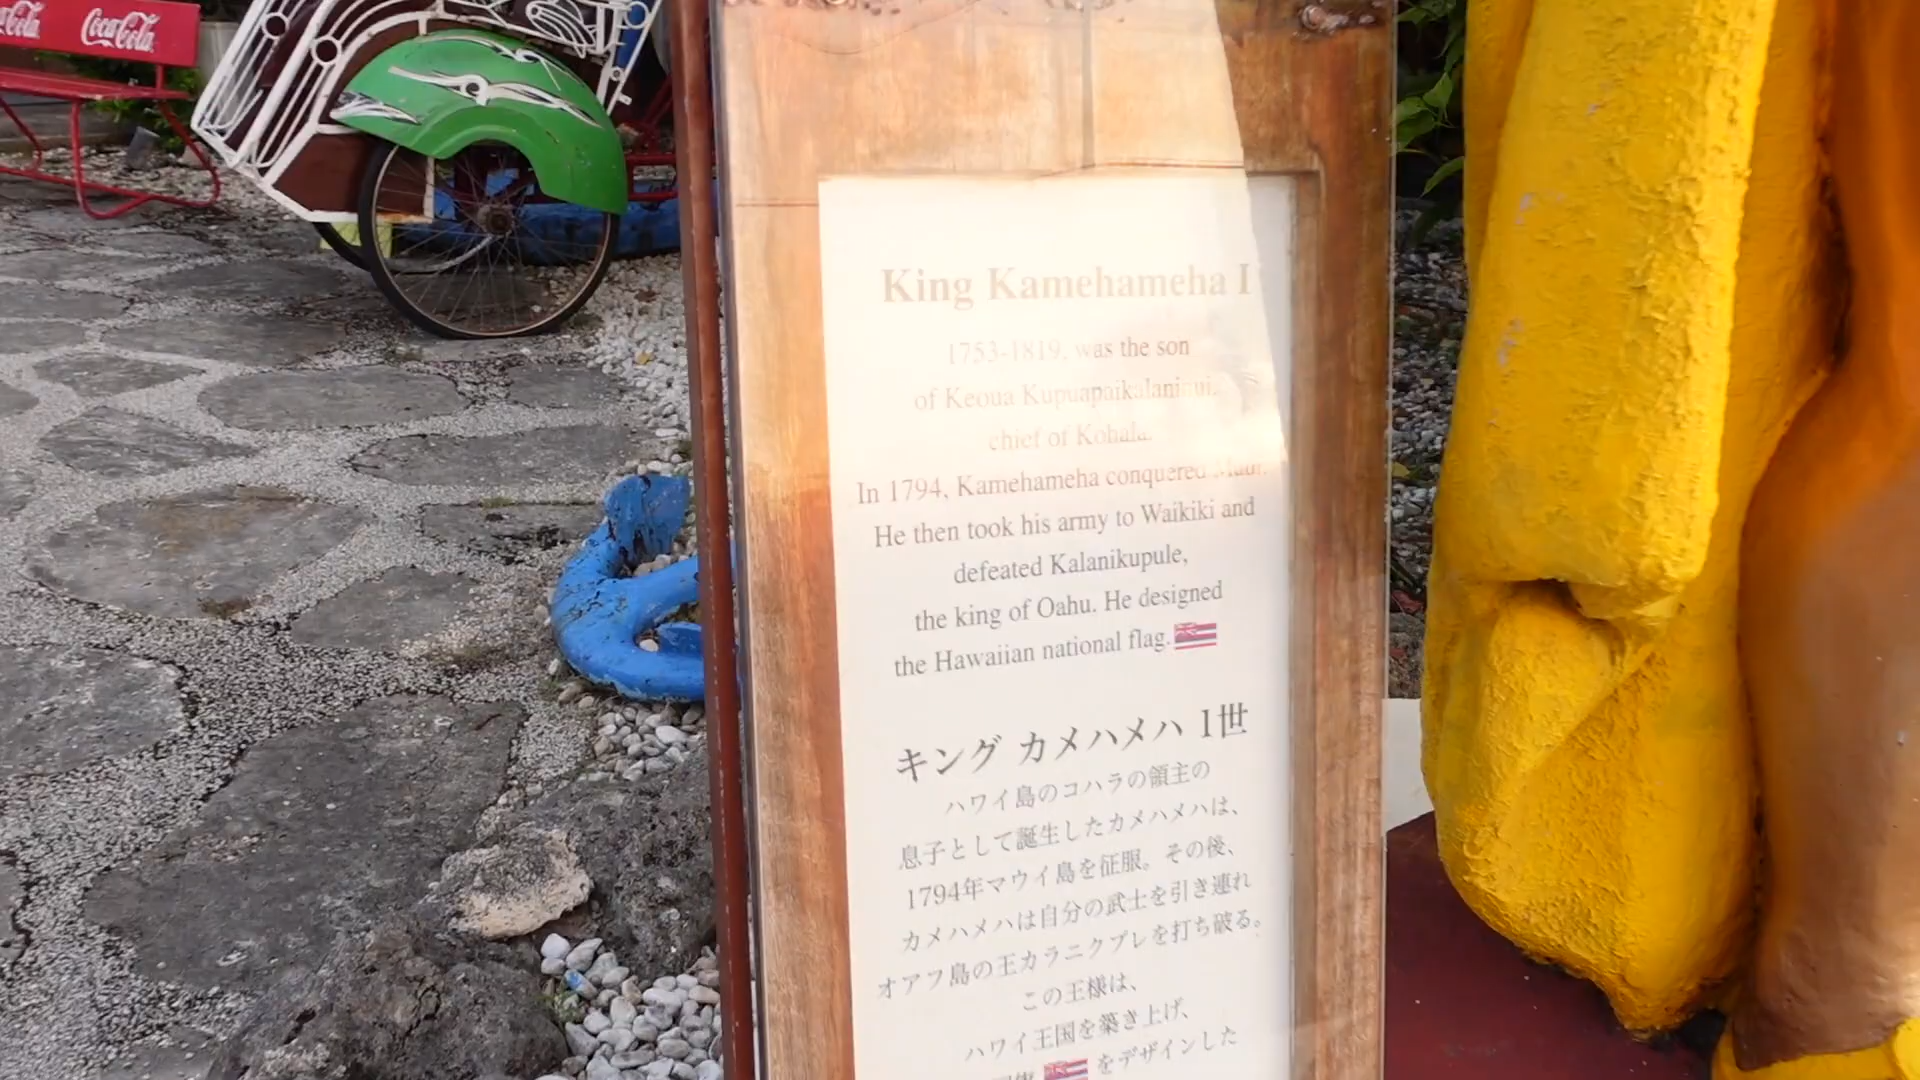 Coca-Cola
King Kamehameha I
1753-1819, was the son
of Keoua Kupuapaikalaninui,
chief of Kohala.
In 1794, Kamehameha conquered Maui.
He then took his army to Waikiki and
defeated Kalanikupule,
the king of Oahu. He designed
the Hawaiian national flag.
キング カメハメハ 1世
ハワイ島のコハラの領主の
息子として誕生したカメハメハは、
1794年マウイ島を征服。その後、
カメハメハは自分の武士を引き連れ
オアフ島の王カラニクプレを打ち破る。
この王様は、
ハワイ王国を築き上げ、
をデザインした